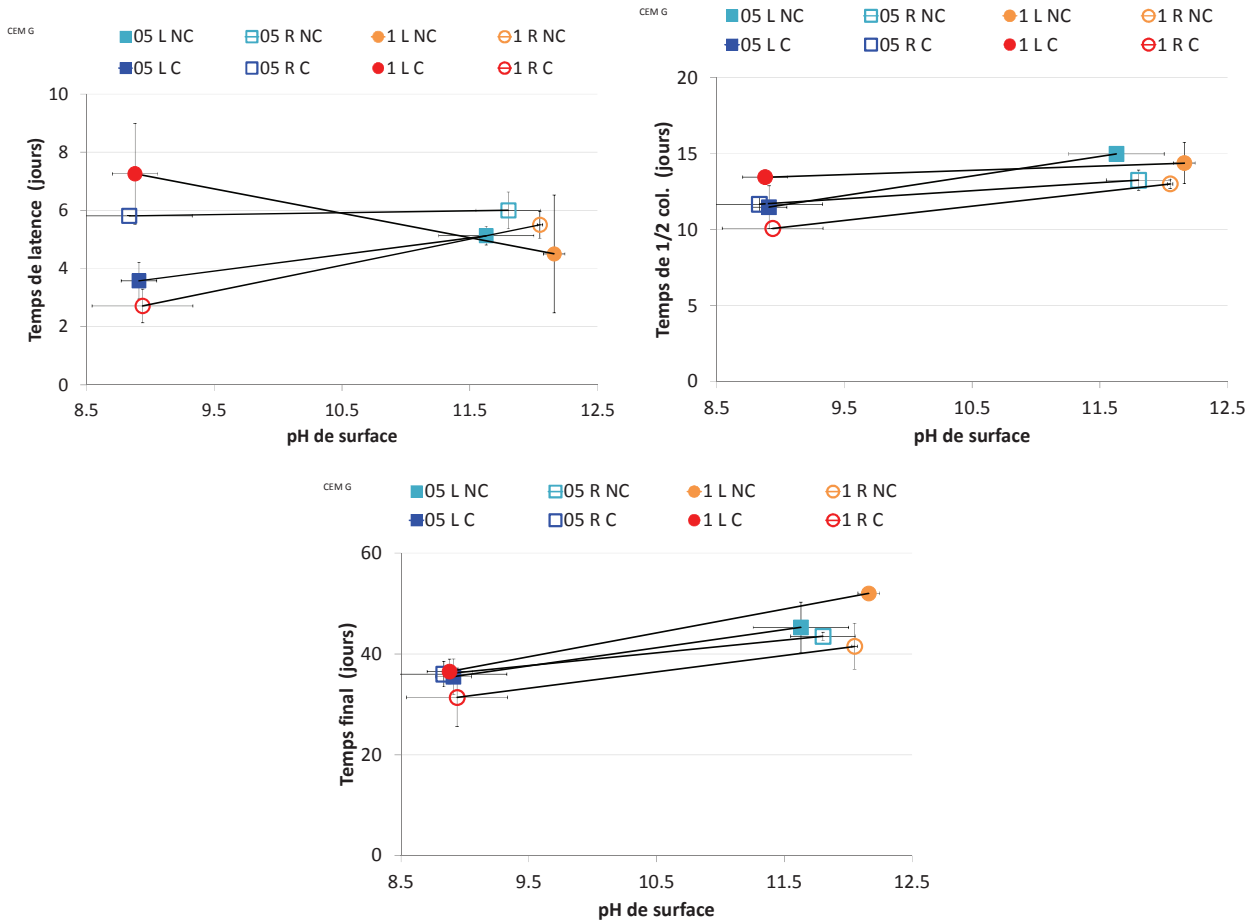 CEM G
05 L NC 05 R NC 1 L NC 1 R NC
05 L C 05 R C 1 L C 1 R C
Temps de latence (jours)
10
8
6
4
2
0
8.5 9.5 10.5 11.5 12.5
pH de surface
CEM G
05 L NC 05 R NC 1 L NC 1 R NC
05 L C 05 R C 1 L C 1 R C
Temps de 1/2 col. (jours)
20
15
10
5
0
8.5 9.5 10.5 11.5 12.5
pH de surface
CEM G
05 L NC 05 R NC 1 L NC 1 R NC
05 L C 05 R C 1 L C 1 R C
Temps final (jours)
60
40
20
0
8.5 9.5 10.5 11.5 12.5
pH de surface